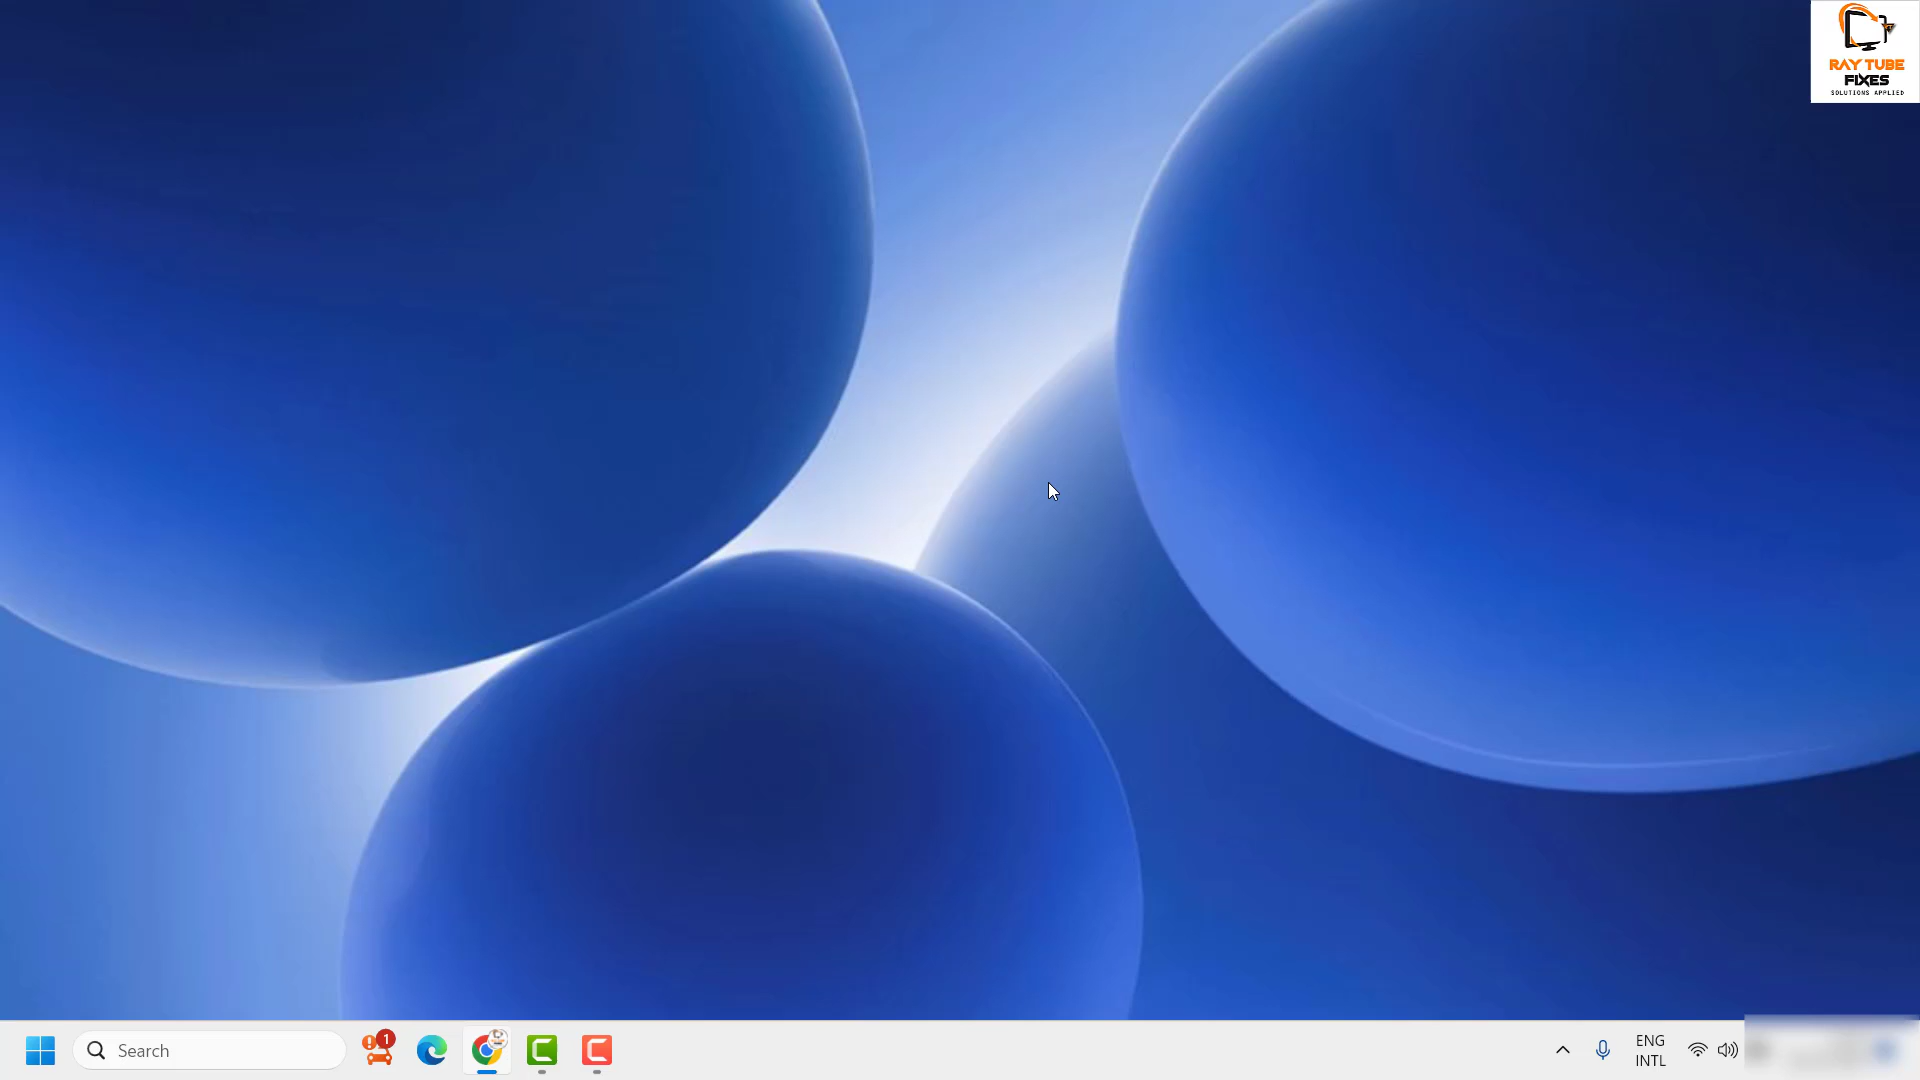 RAY TUBE
FIXES
SOLUTIONS APPLIED
1
Search
ENG
INTL